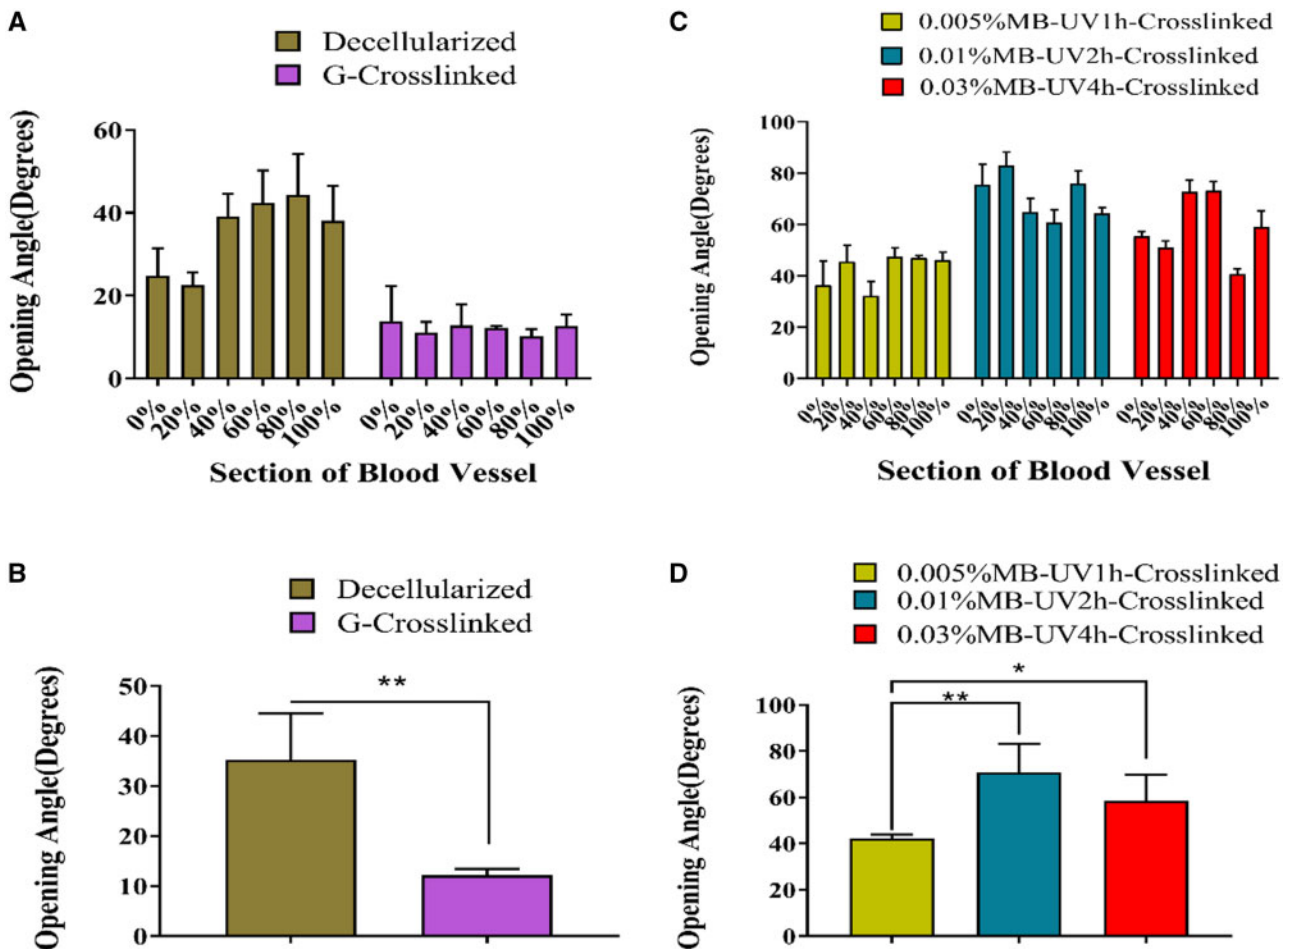 A
Decellularized
G-Crosslinked
Opening Angle(Degrees)
60
40
20
0
0%
20%
40%
60%
80%
100%
0%
20%
40%
60%
80%
100%
Section of Blood Vessel
C
0.005%MB-UV1h-Crosslinked
0.01%MB-UV2h-Crosslinked
0.03%MB-UV4h-Crosslinked
Opening Angle(Degrees)
100
80
60
40
20
0
0%
20%
40%
60%
80%
100%
0%
20%
40%
60%
80%
100%
0%
20%
40%
60%
80%
100%
Section of Blood Vessel
B
Decellularized
G-Crosslinked
Opening Angle(Degrees)
50
40
30
20
10
0
**
D
0.005%MB-UV1h-Crosslinked
0.01%MB-UV2h-Crosslinked
0.03%MB-UV4h-Crosslinked
Opening Angle(Degrees)
100
80
60
40
20
0
*
**